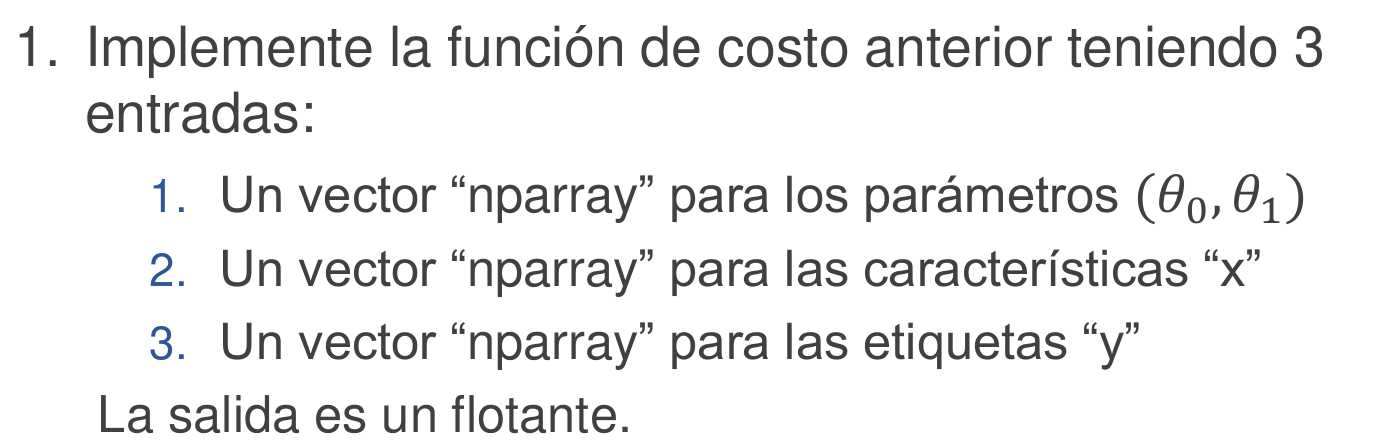 1. Implemente la función de costo anterior teniendo 3
entradas:
1. Un vector “nparray” para los parámetros (𝜃₀, 𝜃₁)
2. Un vector “nparray” para las características “x”
3. Un vector “nparray” para las etiquetas “y”
La salida es un flotante.